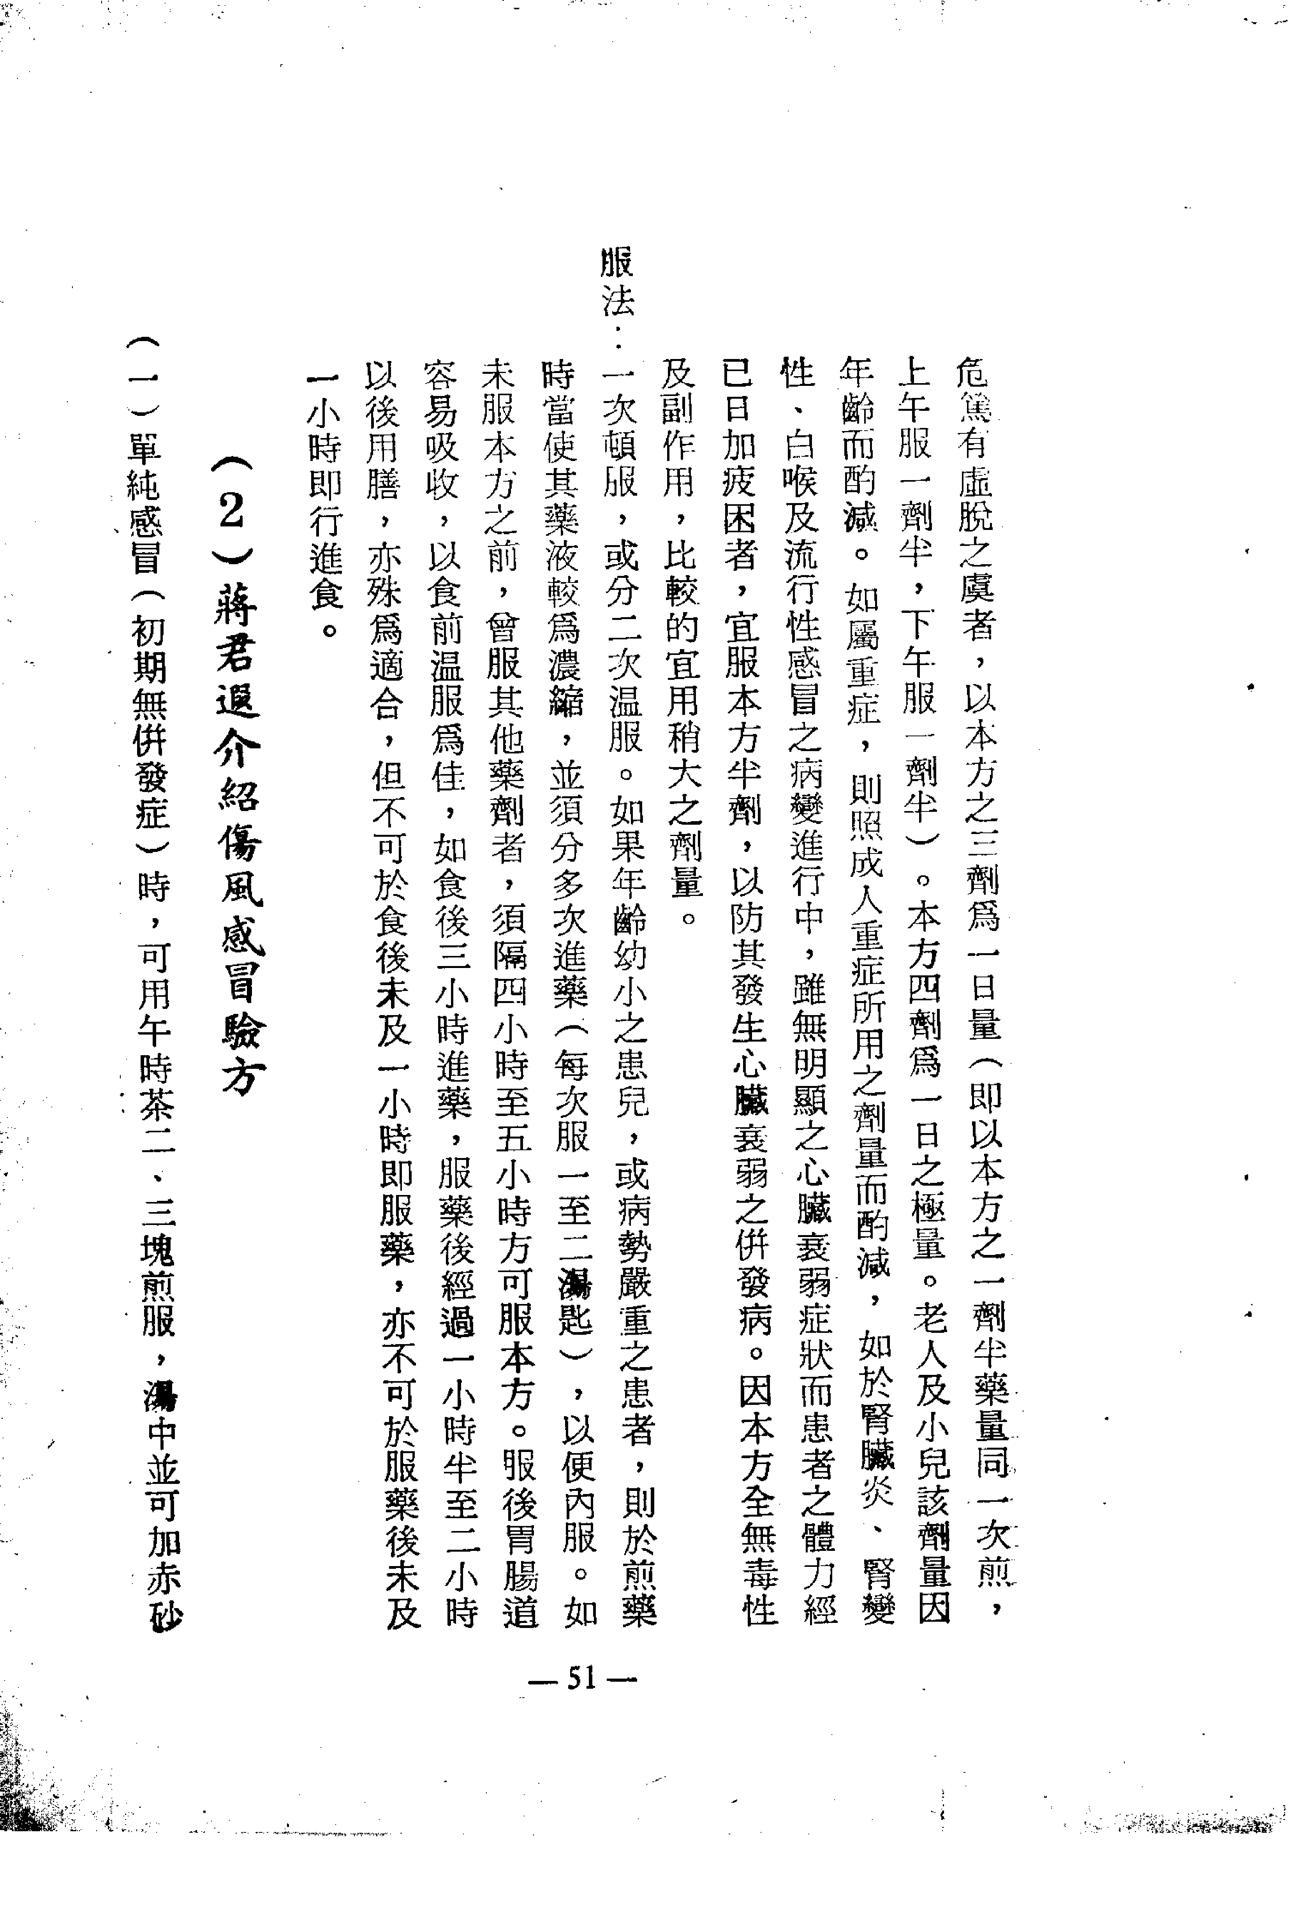 危篤有虛脫之虞者，以本方之三劑爲一日量（即以本方之一劑半藥量同一次煎，
上午服一劑半，下午服一劑半）。本方四劑爲一日之極量。老人及小兒該劑量因
年齡而酌減。如屬重症，則照成人重症所用之劑量而酌減，如於腎臟炎、腎變
性、白喉及流行性感冒之病變進行中，雖無明顯之心臟衰弱症狀而患者之體力經
已日加疲困者，宜服本方半劑，以防其發生心臟衰弱之併發病。因本方全無毒性
及副作用，比較的宜用稍大之劑量。
服法：一次頓服，或分二次温服。如果年齡幼小之患兒，或病勢嚴重之患者，則於煎藥
時當使其藥液較爲濃縮，並須分多次進藥（每次服一至二湯匙），以便內服。如
未服本方之前，曾服其他藥劑者，須隔四小時至五小時方可服本方。服後胃腸道
容易吸收，以食前温服爲佳，如食後三小時進藥，服藥後經過一小時半至二小時
以後用膳，亦殊爲適合，但不可於食後未及一小時即服藥，亦不可於服藥後未及
一小時即行進食。
（2）蔣君遐介紹傷風感冒驗方
（一）單純感冒（初期無併發症）時，可用午時茶二、三塊煎服，湯中並可加赤砂
—51—